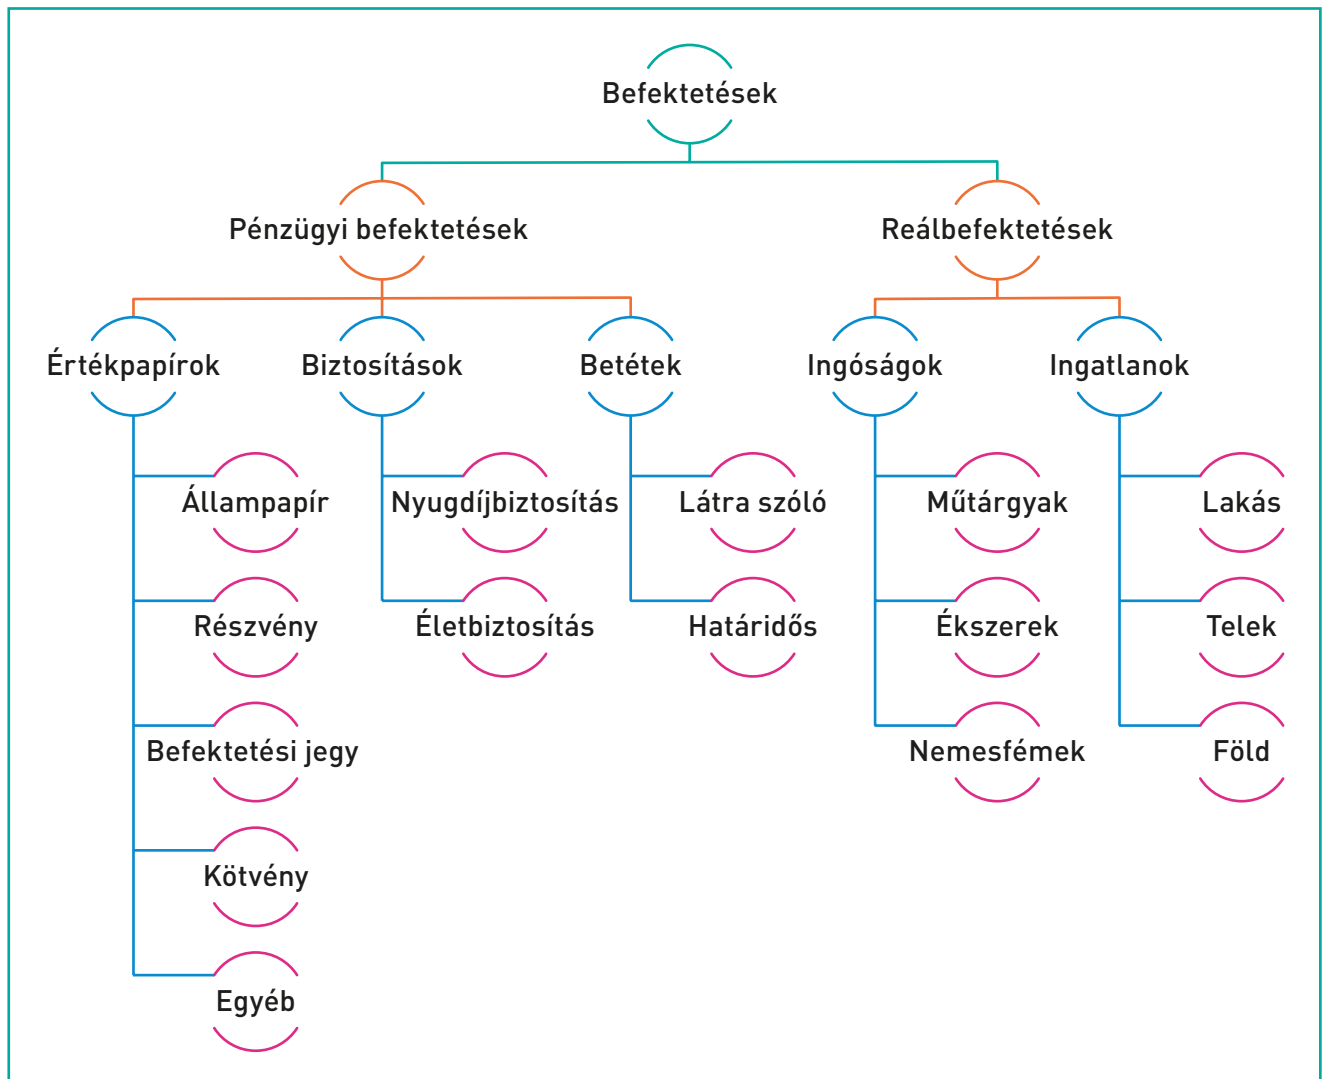 Befektetések
Pénzügyi befektetések
Reálbefektetések
Értékpapírok
Biztosítások
Betétek
Ingóságok
Ingatlanok
Állampapír
Nyugdíjbiztosítás
Látra szóló
Műtárgyak
Lakás
Részvény
Életbiztosítás
Határidős
Ékszerek
Telek
Befektetési jegy
Nemesfémek
Föld
Kötvény
Egyéb